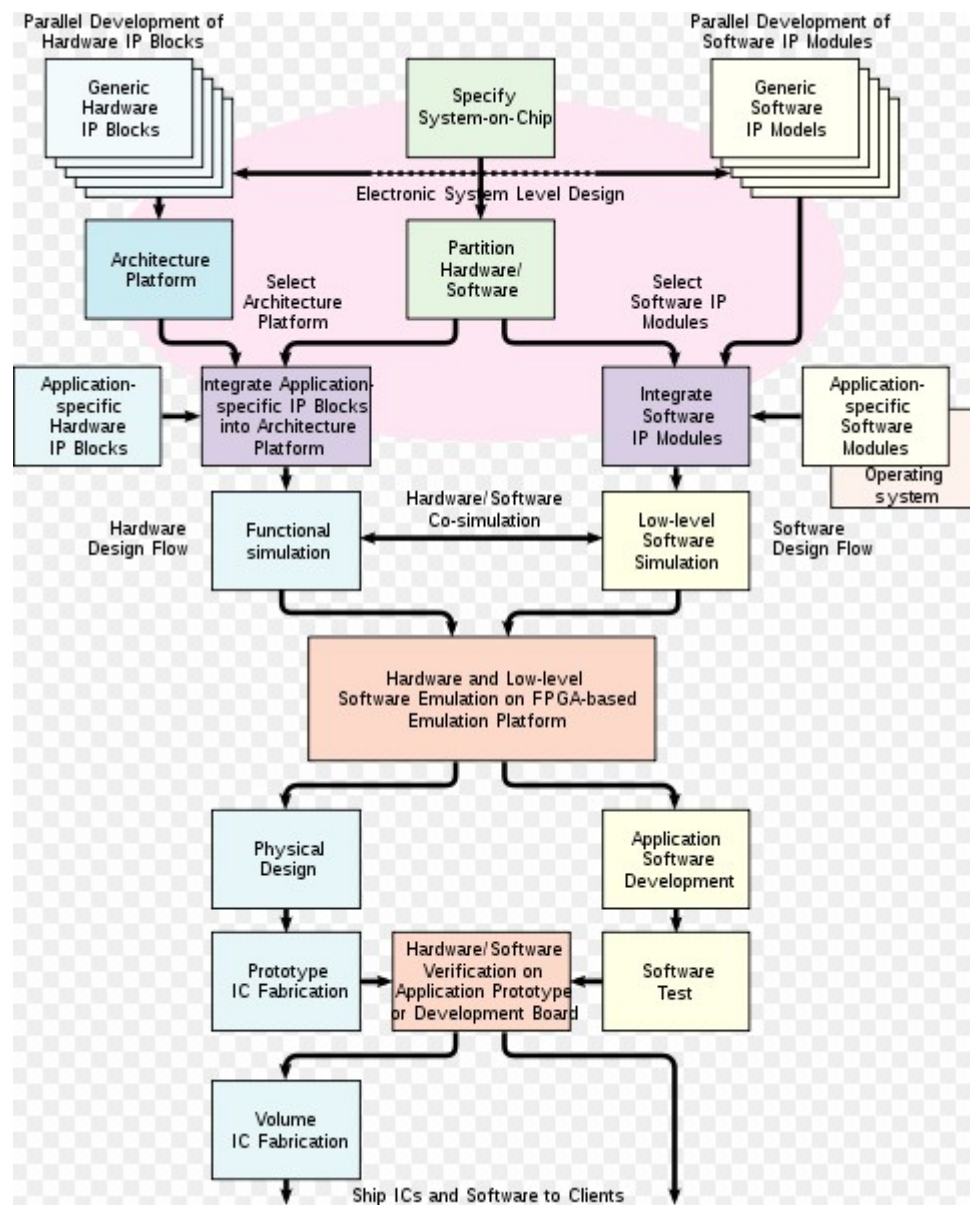 Parallel Development of
Hardware IP Blocks
Parallel Development of
Software IP Modules
Generic
Hardware
IP Blocks
Specify
System-on-Chip
Generic
Software
IP Models
Electronic System Level Design
Architecture
Platform
Select
Architecture
Platform
Partition
Hardware/
Software
Select
Software IP
Modules
Application-
specific
Hardware
IP Blocks
Integrate Application-
specific IP Blocks
into Architecture
Platform
Integrate
Software
IP Modules
Application-
specific
Software
Modules
Operating
system
Hardware
Design Flow
Functional
simulation
Hardware/Software
Co-simulation
Low-level
Software
Simulation
Software
Design Flow
Hardware and Low-level
Software Emulation on FPGA-based
Emulation Platform
Physical
Design
Application
Software
Development
Prototype
IC Fabrication
Hardware/Software
Verification on
Application Prototype
or Development Board
Software
Test
Volume
IC Fabrication
Ship ICs and Software to Clients